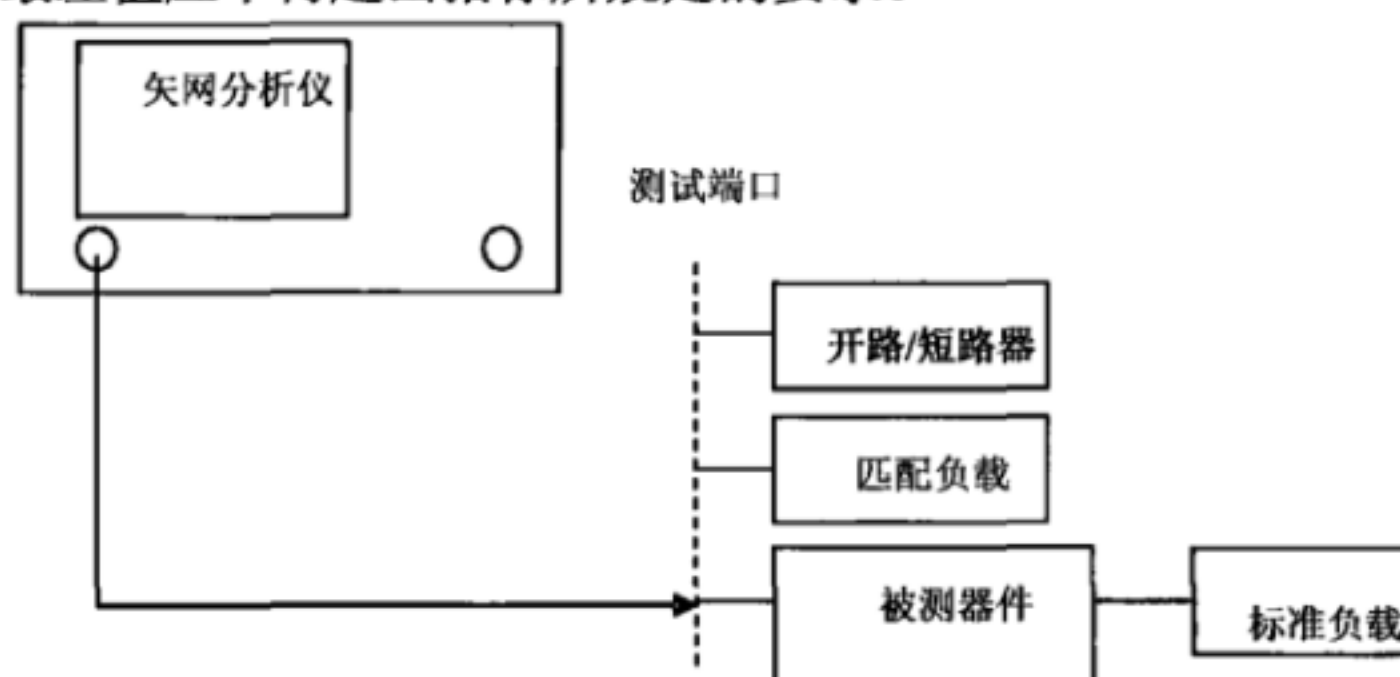 矢网分析仪
测试端口
开路/短路器
匹配负载
被测器件
标准负载